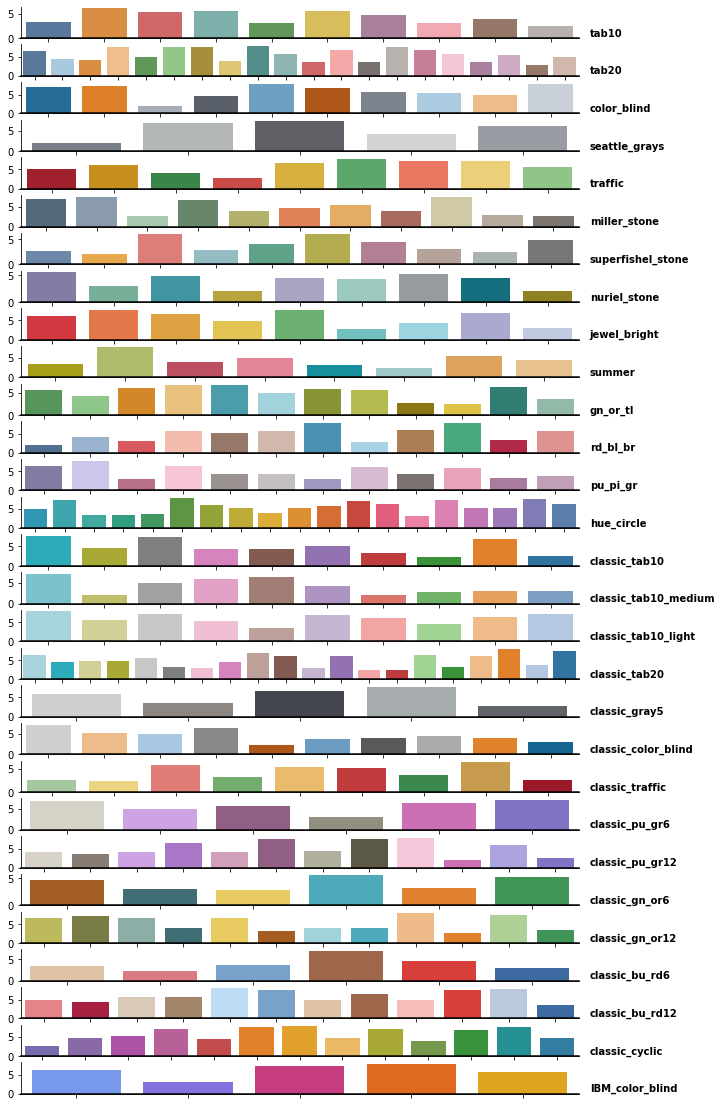 5
0
tab10
5
0
tab20
5
0
color_blind
5
0
seattle_grays
5
0
traffic
5
0
miller_stone
5
0
superfishel_stone
5
0
nuriel_stone
5
0
jewel_bright
5
0
summer
5
0
gn_or_tl
5
0
rd_bl_br
5
0
pu_pi_gr
5
0
hue_circle
5
0
classic_tab10
5
0
classic_tab10_medium
5
0
classic_tab10_light
5
0
classic_tab20
5
0
classic_gray5
5
0
classic_color_blind
5
0
classic_traffic
5
0
classic_pu_gr6
5
0
classic_pu_gr12
5
0
classic_gn_or6
5
0
classic_gn_or12
5
0
classic_bu_rd6
5
0
classic_bu_rd12
5
0
classic_cyclic
5
0
IBM_color_blind